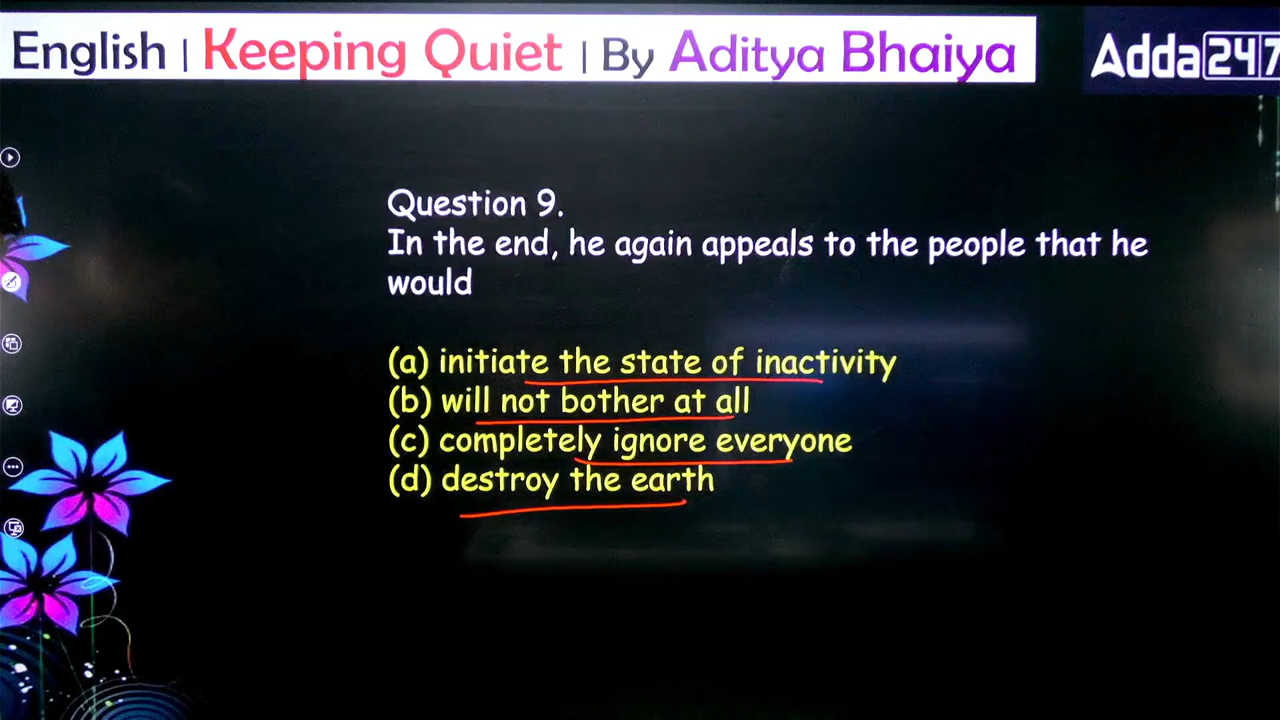 English | Keeping Quiet | By Aditya Bhaiya
Adda247
Question 9.
In the end, he again appeals to the people that he
would
(a) initiate the state of inactivity
(b) will not bother at all
(c) completely ignore everyone
(d) destroy the earth